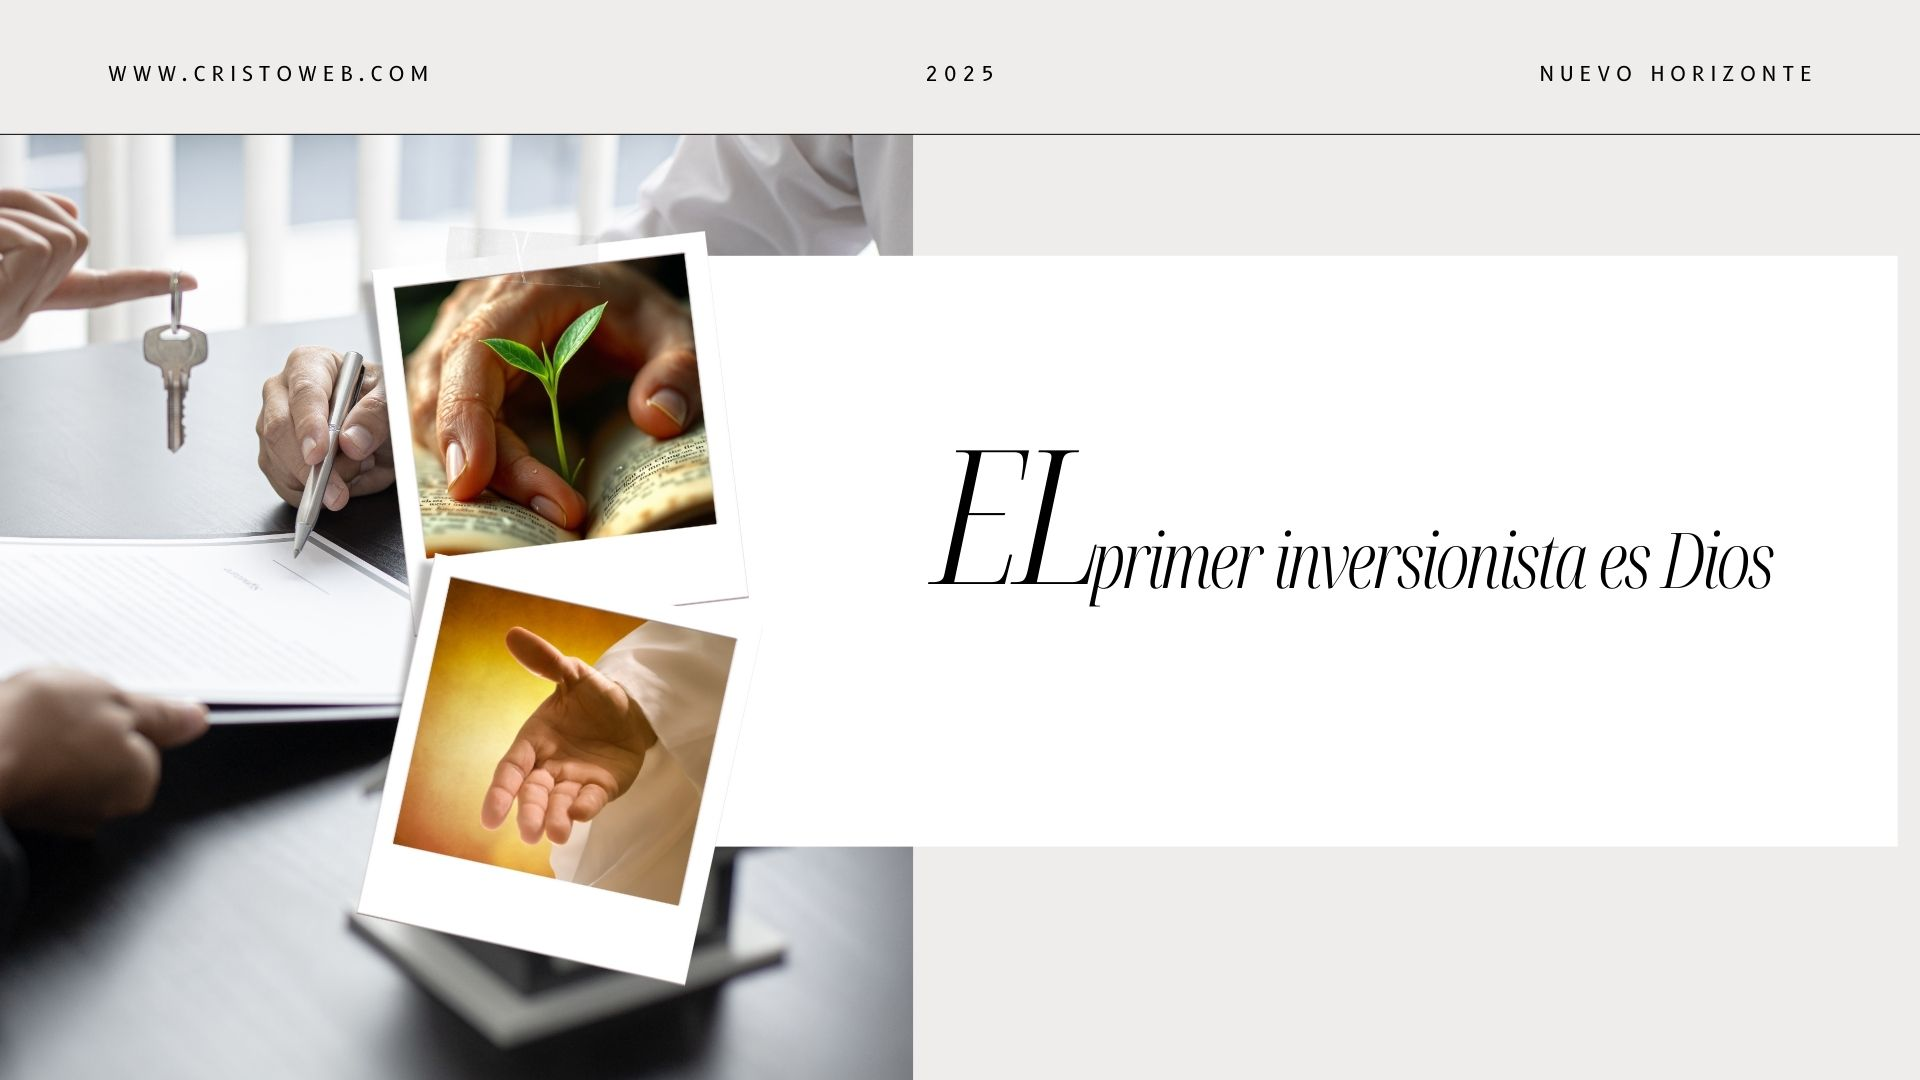 WWW.CRISTOWEB.COM
2025
NUEVO HORIZONTE
EL primer inversionista es Dios